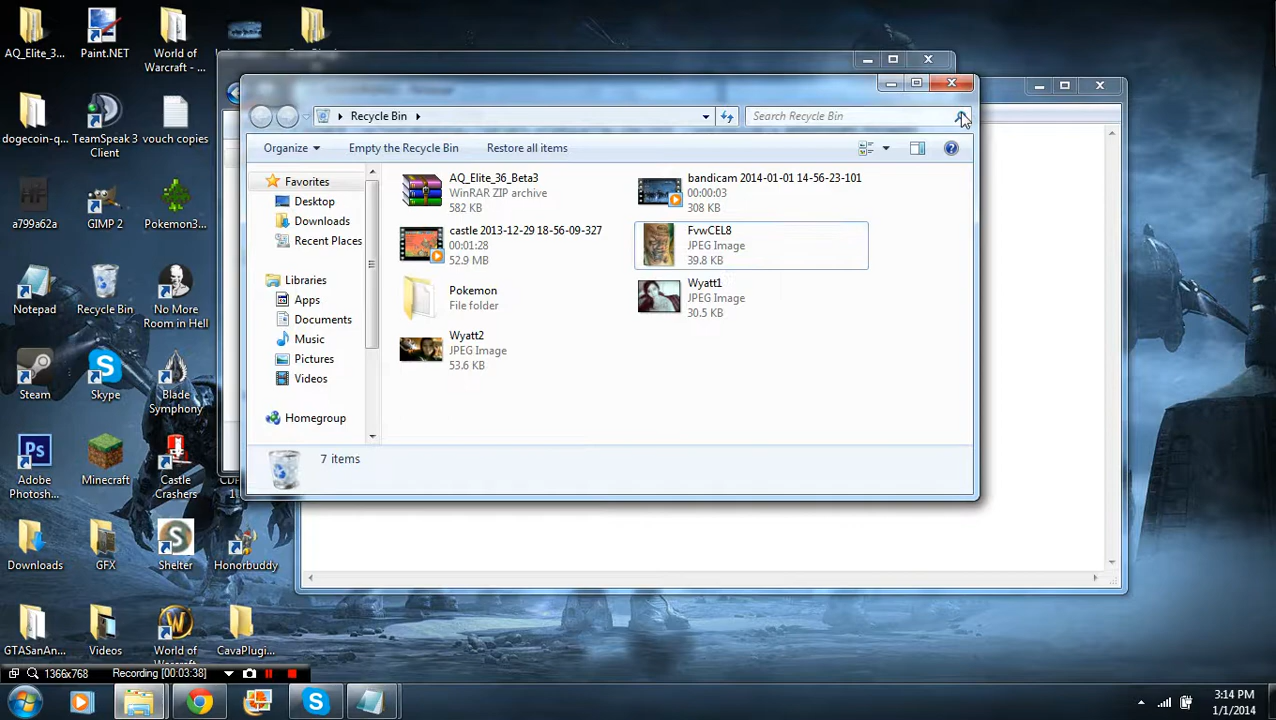 AQ_Elite_3...
Paint.NET
World of
Warcraft - ...
dogecoin-q...
TeamSpeak 3
Client
vouch copies
a799a62a
GIMP 2
Pokemon3...
Notepad
Recycle Bin
No More
Room in Hell
Steam
Skype
Blade
Symphony
Adobe
Photosh...
Minecraft
Castle
Crashers
Downloads
GFX
Shelter
Honorbuddy
GTASanAn...
Videos
World of
CavaPlugi...
Recycle Bin
Search Recycle Bin
Organize
Empty the Recycle Bin
Restore all items
Favorites
Desktop
Downloads
Recent Places
Libraries
Apps
Documents
Music
Pictures
Videos
Homegroup
AQ_Elite_36_Beta3
WinRAR ZIP archive
582 KB
bandicam 2014-01-01 14-56-23-101
00:00:03
308 KB
castle 2013-12-29 18-56-09-327
00:01:28
52.9 MB
FvwCEL8
JPEG Image
39.8 KB
Pokemon
File folder
Wyatt1
JPEG Image
30.5 KB
Wyatt2
JPEG Image
53.6 KB
7 items
1366x768
Recording [00:03:38]
3:14 PM
1/1/2014